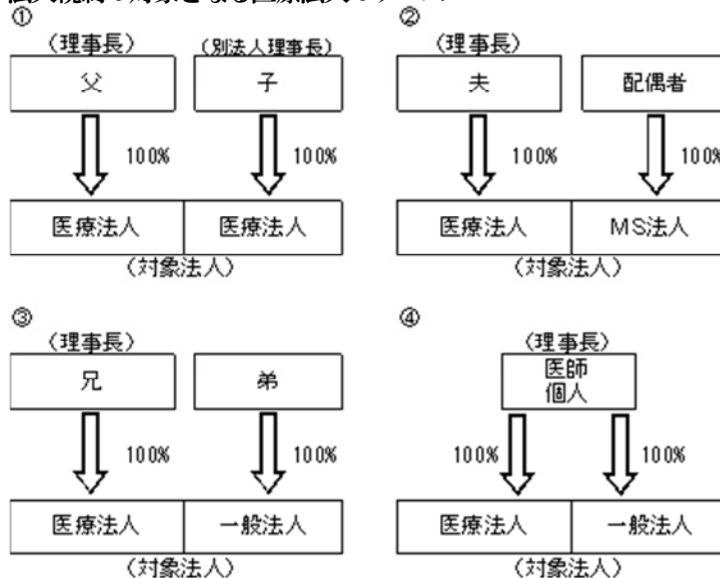 ①
(理事長)
(別法人理事長)
父
子
100%
100%
医療法人
医療法人
(対象法人)
②
(理事長)
夫
配偶者
100%
100%
医療法人
MS法人
(対象法人)
③
(理事長)
兄
弟
100%
100%
医療法人
一般法人
(対象法人)
④
(理事長)
医師
個人
100%
100%
医療法人
一般法人
(対象法人)